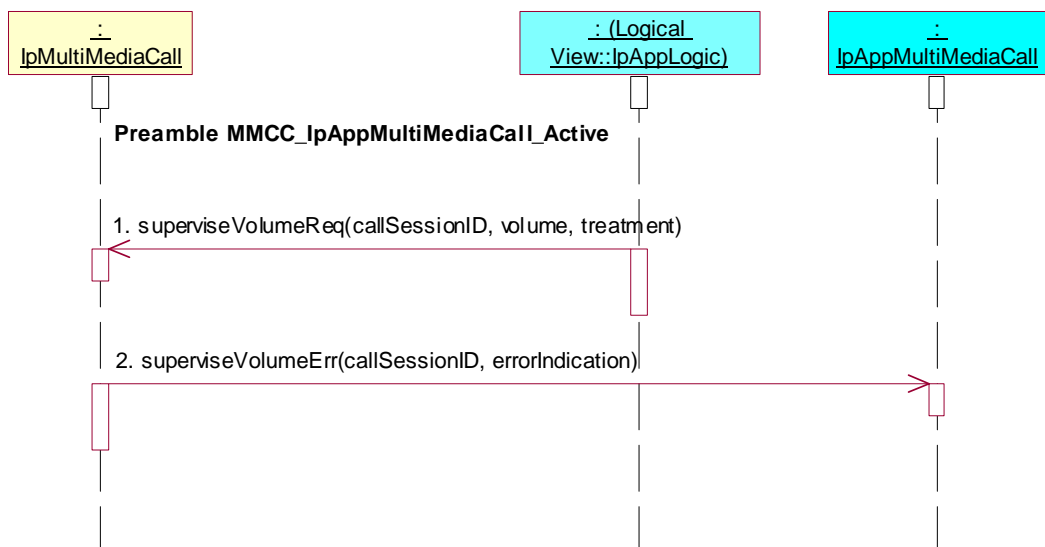 :
IpMultiMediaCall
: (Logical
View::IpAppLogic)
:
IpAppMultiMediaCall
Preamble MMCC_IpAppMultiMediaCall_Active
1. superviseVolumeReq(callSessionID, volume, treatment)
2. superviseVolumeErr(callSessionID, errorIndication)